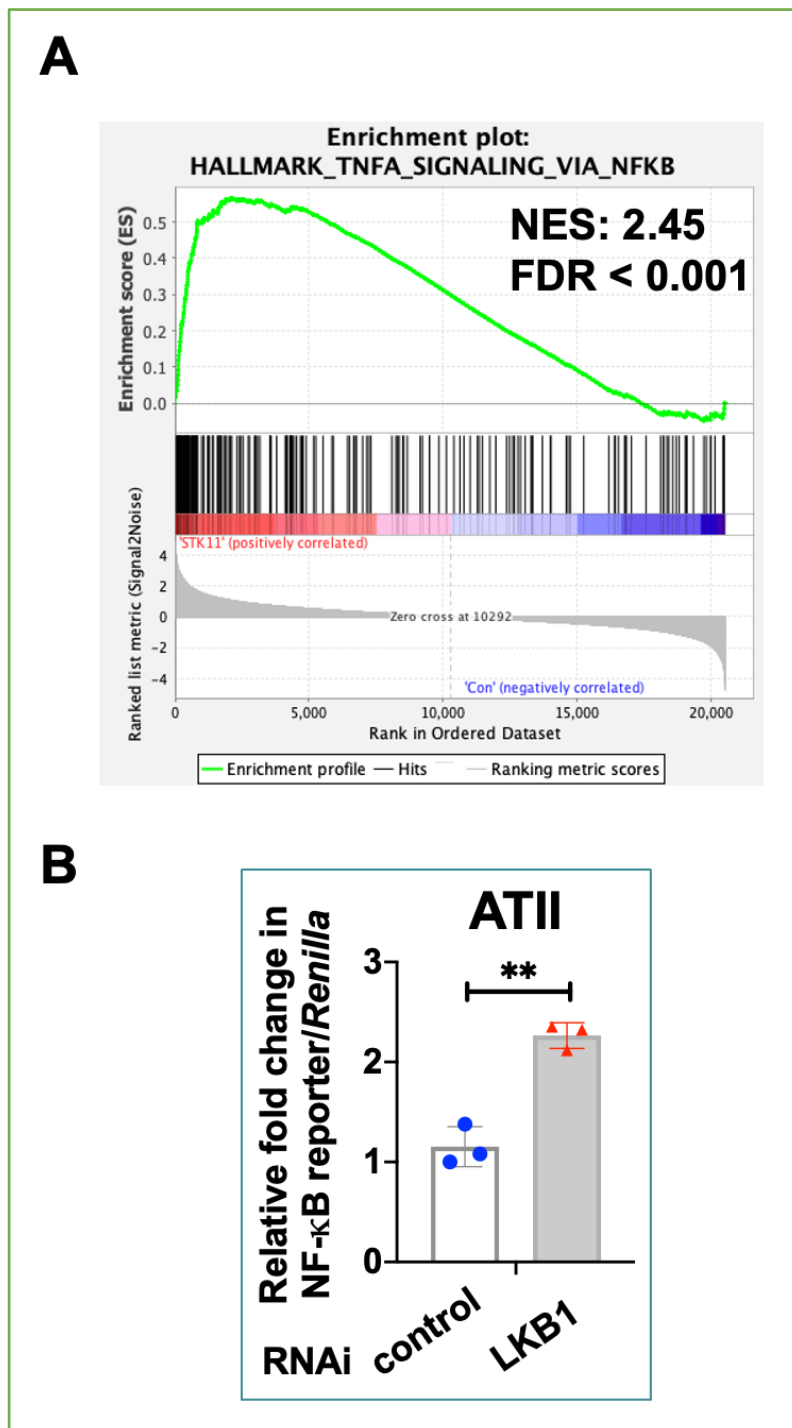 A
Enrichment plot:
HALLMARK_TNFA_SIGNALING_VIA_NFKB
NES: 2.45
FDR < 0.001
Enrichment score (ES)
0.5
0.4
0.3
0.2
0.1
0.0
'STK11' (positively correlated)
Ranked list metric (Signal2Noise)
4
2
0
-2
-4
Zero cross at 10292
'Con' (negatively correlated)
0 5,000 10,000 15,000 20,000
Rank in Ordered Dataset
Enrichment profile Hits Ranking metric scores
B
ATII
Relative fold change in
NF-κB reporter/Renilla
3
2
1
0
**
RNAi control LKB1